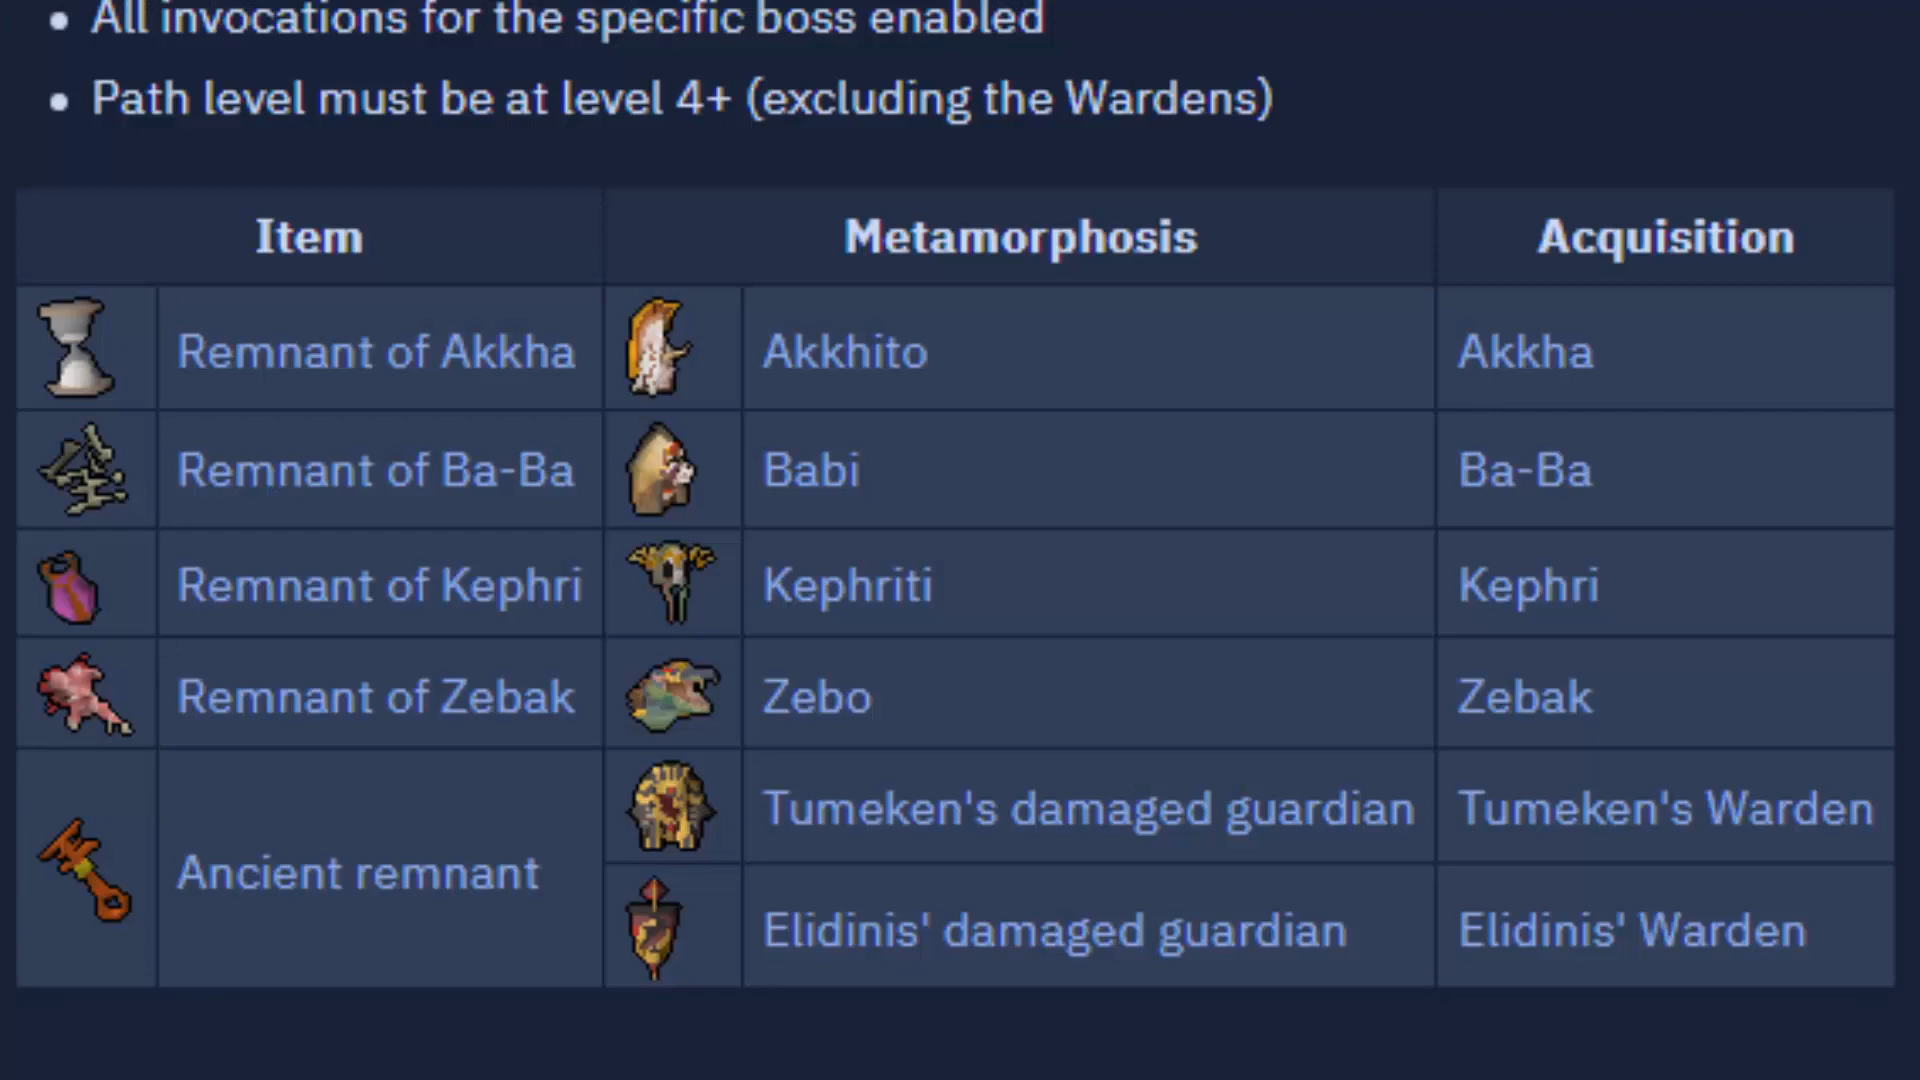 • All invocations for the specific boss enabled
• Path level must be at level 4+ (excluding the Wardens)
Item Metamorphosis Acquisition
Remnant of Akkha Akkhito Akkha
Remnant of Ba-Ba Babi Ba-Ba
Remnant of Kephri Kephriti Kephri
Remnant of Zebak Zebo Zebak
Ancient remnant
Tumeken's damaged guardian Tumeken's Warden
Elidinis' damaged guardian Elidinis' Warden